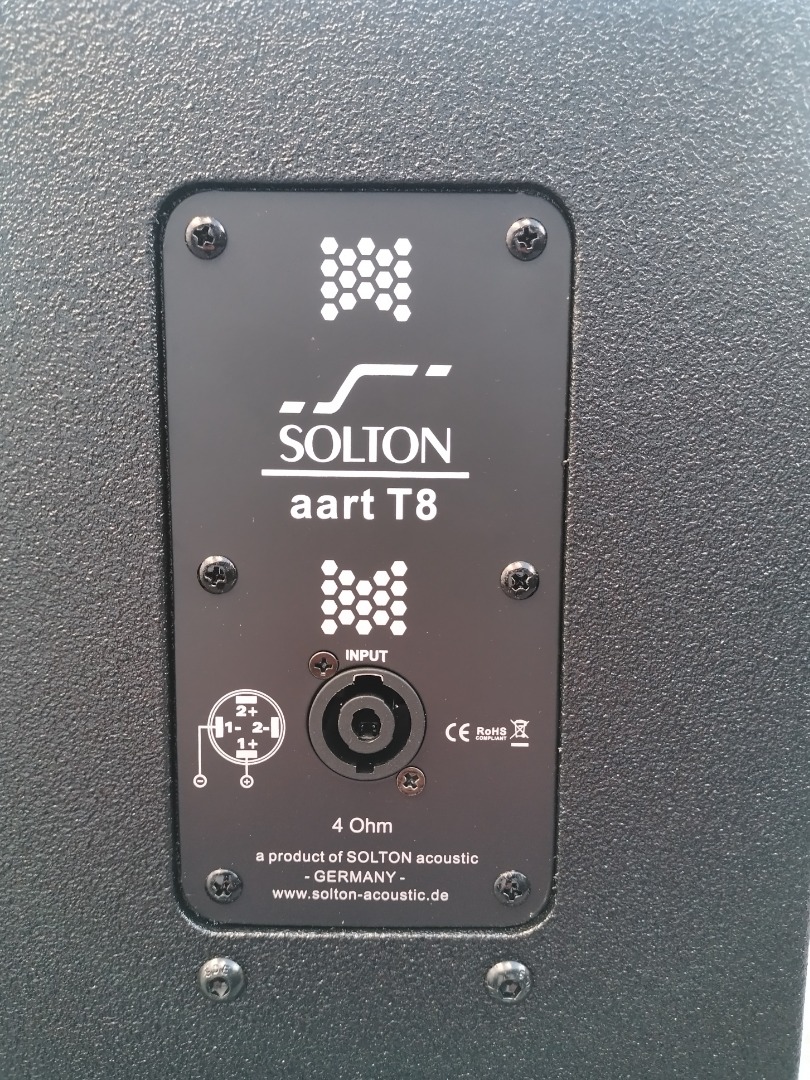 SOLTON
aart T8
INPUT
2+
1- 2-
1+
- +
CE RoHS
COMPLIANT
4 Ohm
a product of SOLTON acoustic
- GERMANY -
www.solton-acoustic.de